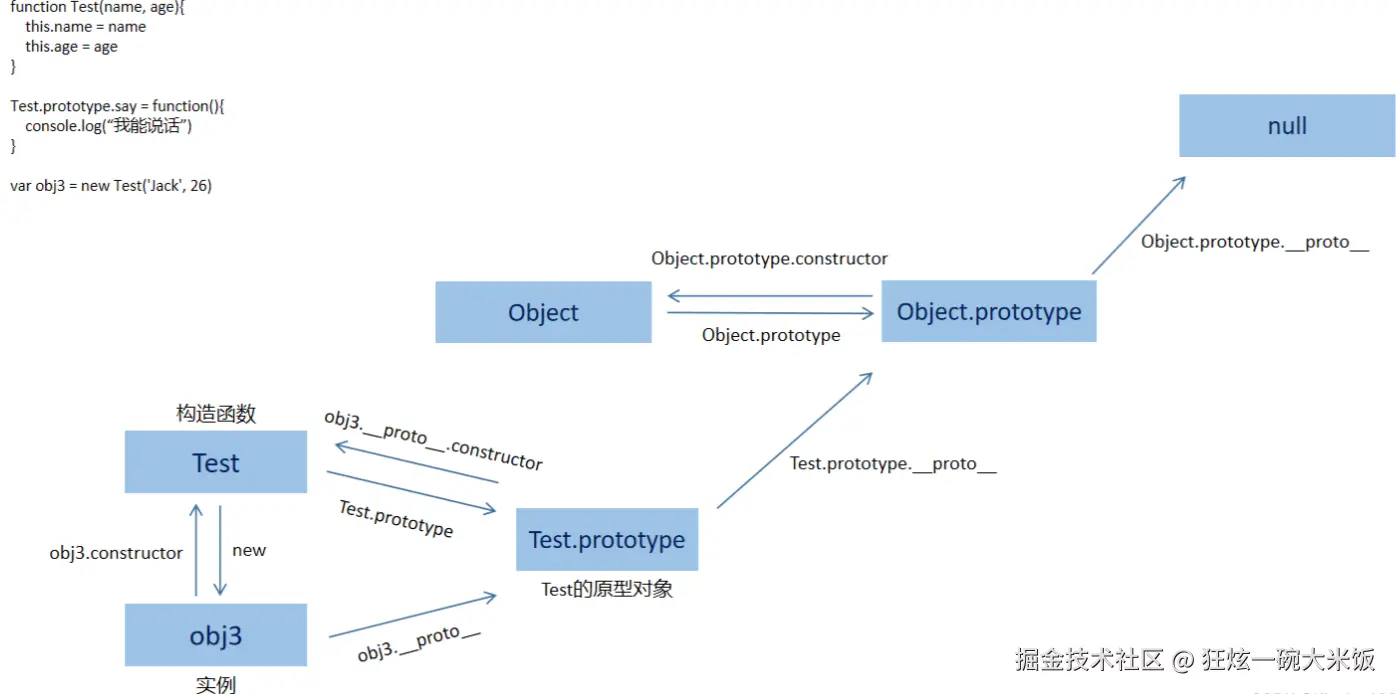 function Test(name, age){
this.name = name
this.age = age
}
Test.prototype.say = function(){
console.log(“我能说话”)
}
var obj3 = new Test('Jack', 26)
null
Object.prototype.__proto__
Object.prototype.constructor
Object
Object.prototype
Object.prototype
构造函数
obj3.__proto__.constructor
Test
Test.prototype.__proto__
Test.prototype
Test.prototype
obj3.constructor
new
Test的原型对象
obj3
obj3.__proto__
实例
掘金技术社区 @ 狂炫一碗大米饭